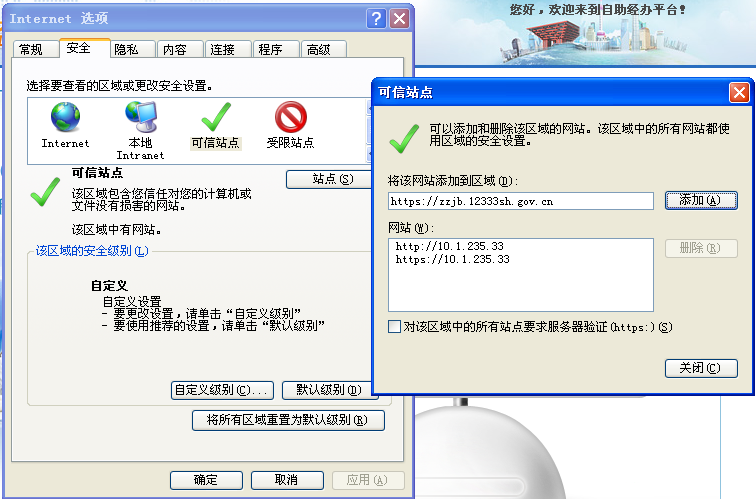 Internet 选项
您好，欢迎来到自助经办平台！
常规
安全
隐私
内容
连接
程序
高级
选择要查看的区域或更改安全设置。
Internet
本地
Intranet
可信站点
受限站点
可信站点
站点(S)
该区域包含您信任对您的计算机或
文件没有损害的网站。
该区域中有网站。
该区域的安全级别(L)
自定义
自定义设置
- 要更改设置，请单击“自定义级别”
- 要使用推荐的设置，请单击“默认级别”
自定义级别(C)...
默认级别(D)
将所有区域重置为默认级别(R)
确定
取消
应用(A)
可信站点
可以添加和删除该区域的网站。该区域中的所有网站都使
用区域的安全设置。
将该网站添加到区域(D):
https://zzjb.12333sh.gov.cn
添加(A)
网站(W):
http://10.1.235.33
https://10.1.235.33
删除(R)
对该区域中的所有站点要求服务器验证(https:)(S)
关闭(C)